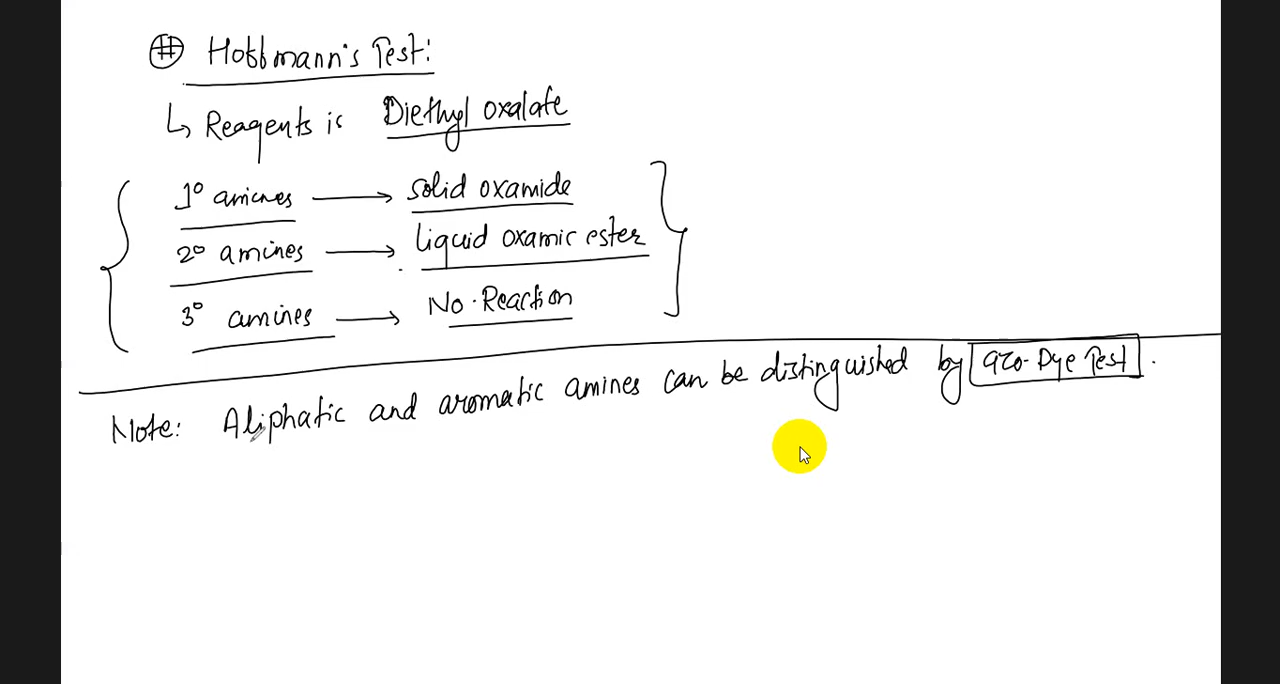 # Hoffmann's Test:
↳ Reagents is Diethyl oxalate
1° amines → solid oxamide
2° amines → liquid oxamic ester
3° amines → No. Reaction
Note: Aliphatic and aromatic amines can be distinguished by azo-Dye Test.